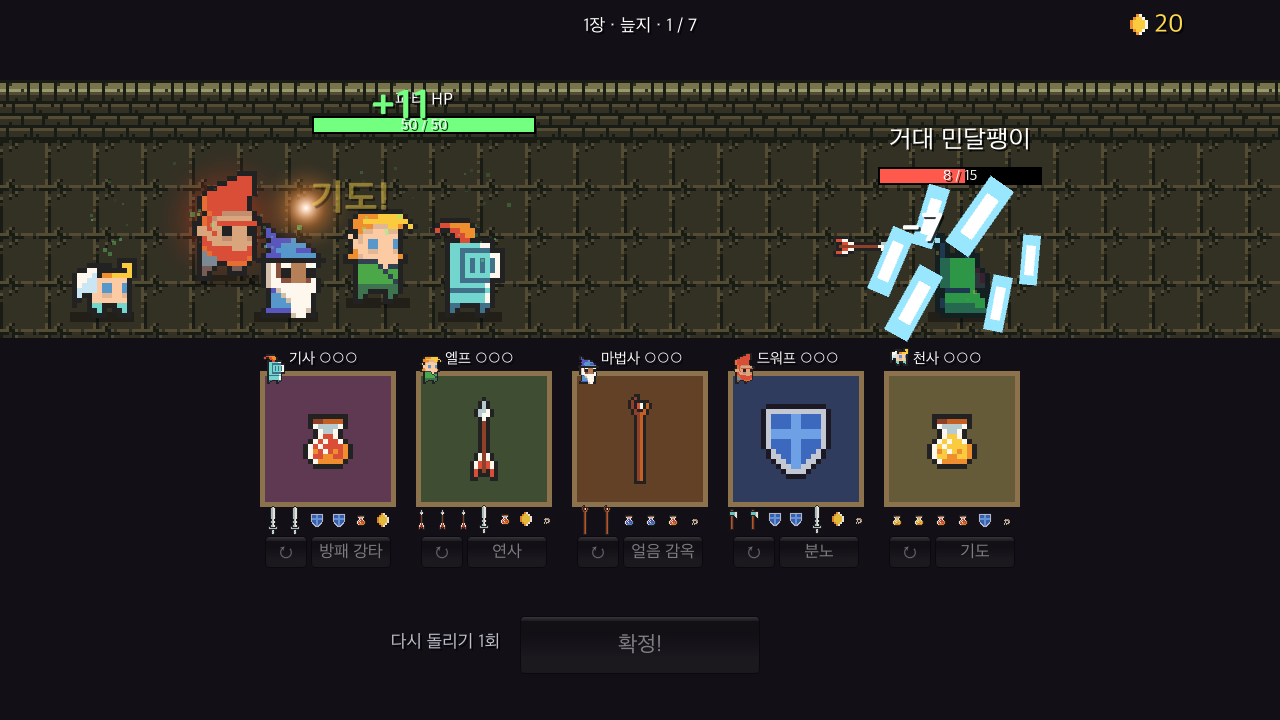 1장 · 늪지 · 1 / 7
20
+11
HP
50 / 50
거대 민달팽이
8 / 15
기도!
기사 ○○○
엘프 ○○○
마법사 ○○○
드워프 ○○○
천사 ○○○
방패 강타
연사
얼음 감옥
분노
기도
다시 돌리기 1회
확정!